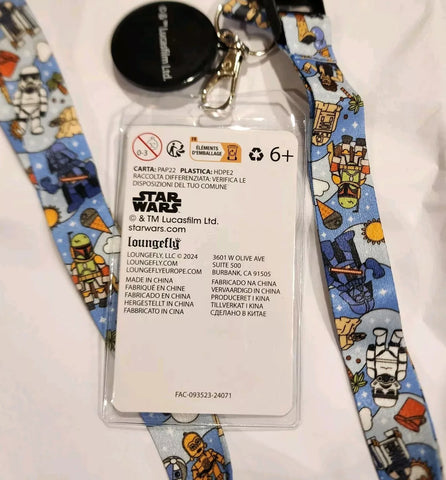 © & ™ Lucasfilm Ltd.
0-3
FR
ÉLÉMENTS
D'EMBALLAGE
6+
CARTA: PAP22 PLASTICA: HDPE2
RACCOLTA DIFFERENZIATA: VERIFICA LE
DISPOSIZIONI DEL TUO COMUNE
STAR
WARS
© & TM Lucasfilm Ltd.
starwars.com
loungefly
LOUNGEFLY, LLC © 2024
LOUNGEFLY.COM
LOUNGEFLYEUROPE.COM
3601 W OLIVE AVE
SUITE 500
BURBANK, CA 91505
MADE IN CHINA
FABRIQUÉ EN CHINE
FABRICADO EN CHINA
HERGESTELLT IN CHINA
FABBRICATO IN CINA
FABRICADO NA CHINA
VERVAARDIGD IN CHINA
PRODUCERET I KINA
TILLVERKAT I KINA
СДЕЛАНО В КИТАЕ
FAC-093523-24071